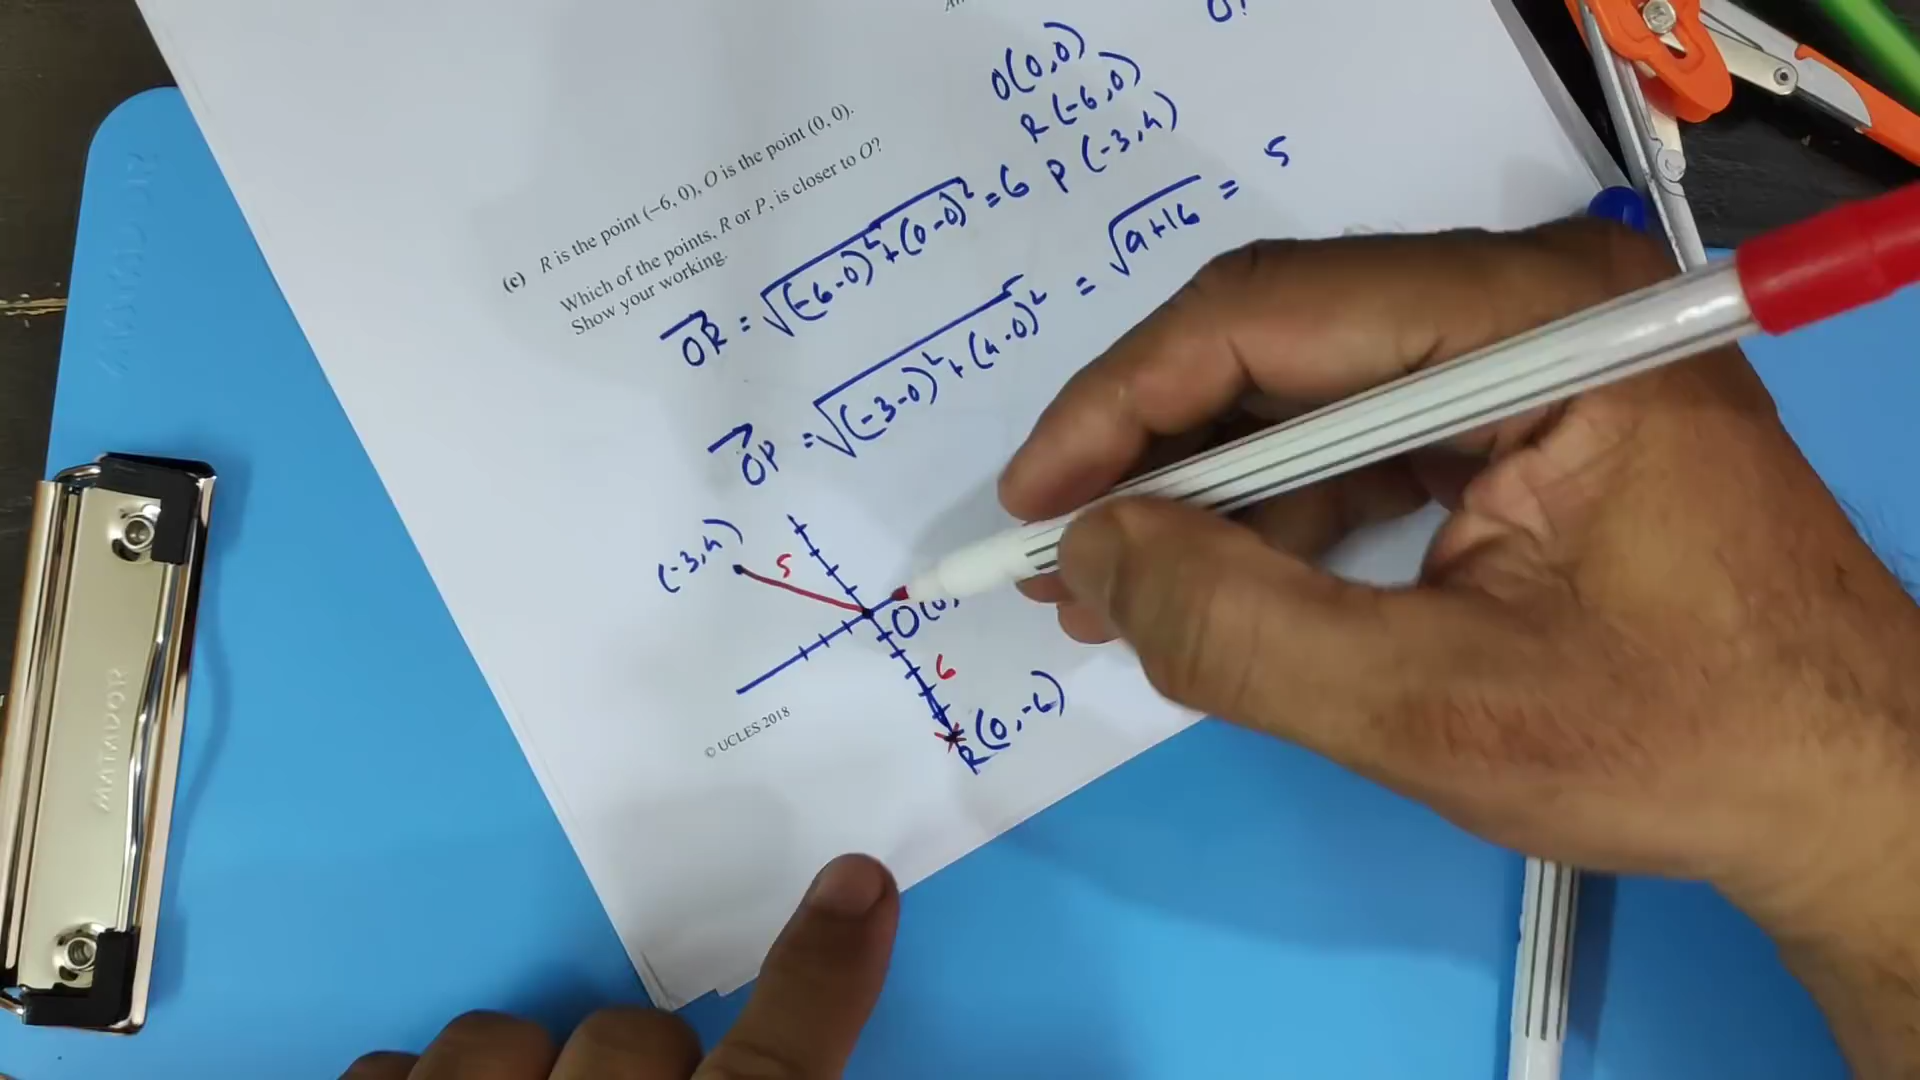 O(0,0)
R(-6,0)
P(-3,4)
(c) R is the point (–6, 0), O is the point (0, 0).
Which of the points, R or P, is closer to O?
Show your working.
OR = √(-6-0)²+(0-0)² = 6
OP = √(-3-0)²+(4-0)² = √9+16 = 5
(-3,4)
5
O(0,
6
R(0,-6)
© UCLES 2018
MATADOR
MATADOR